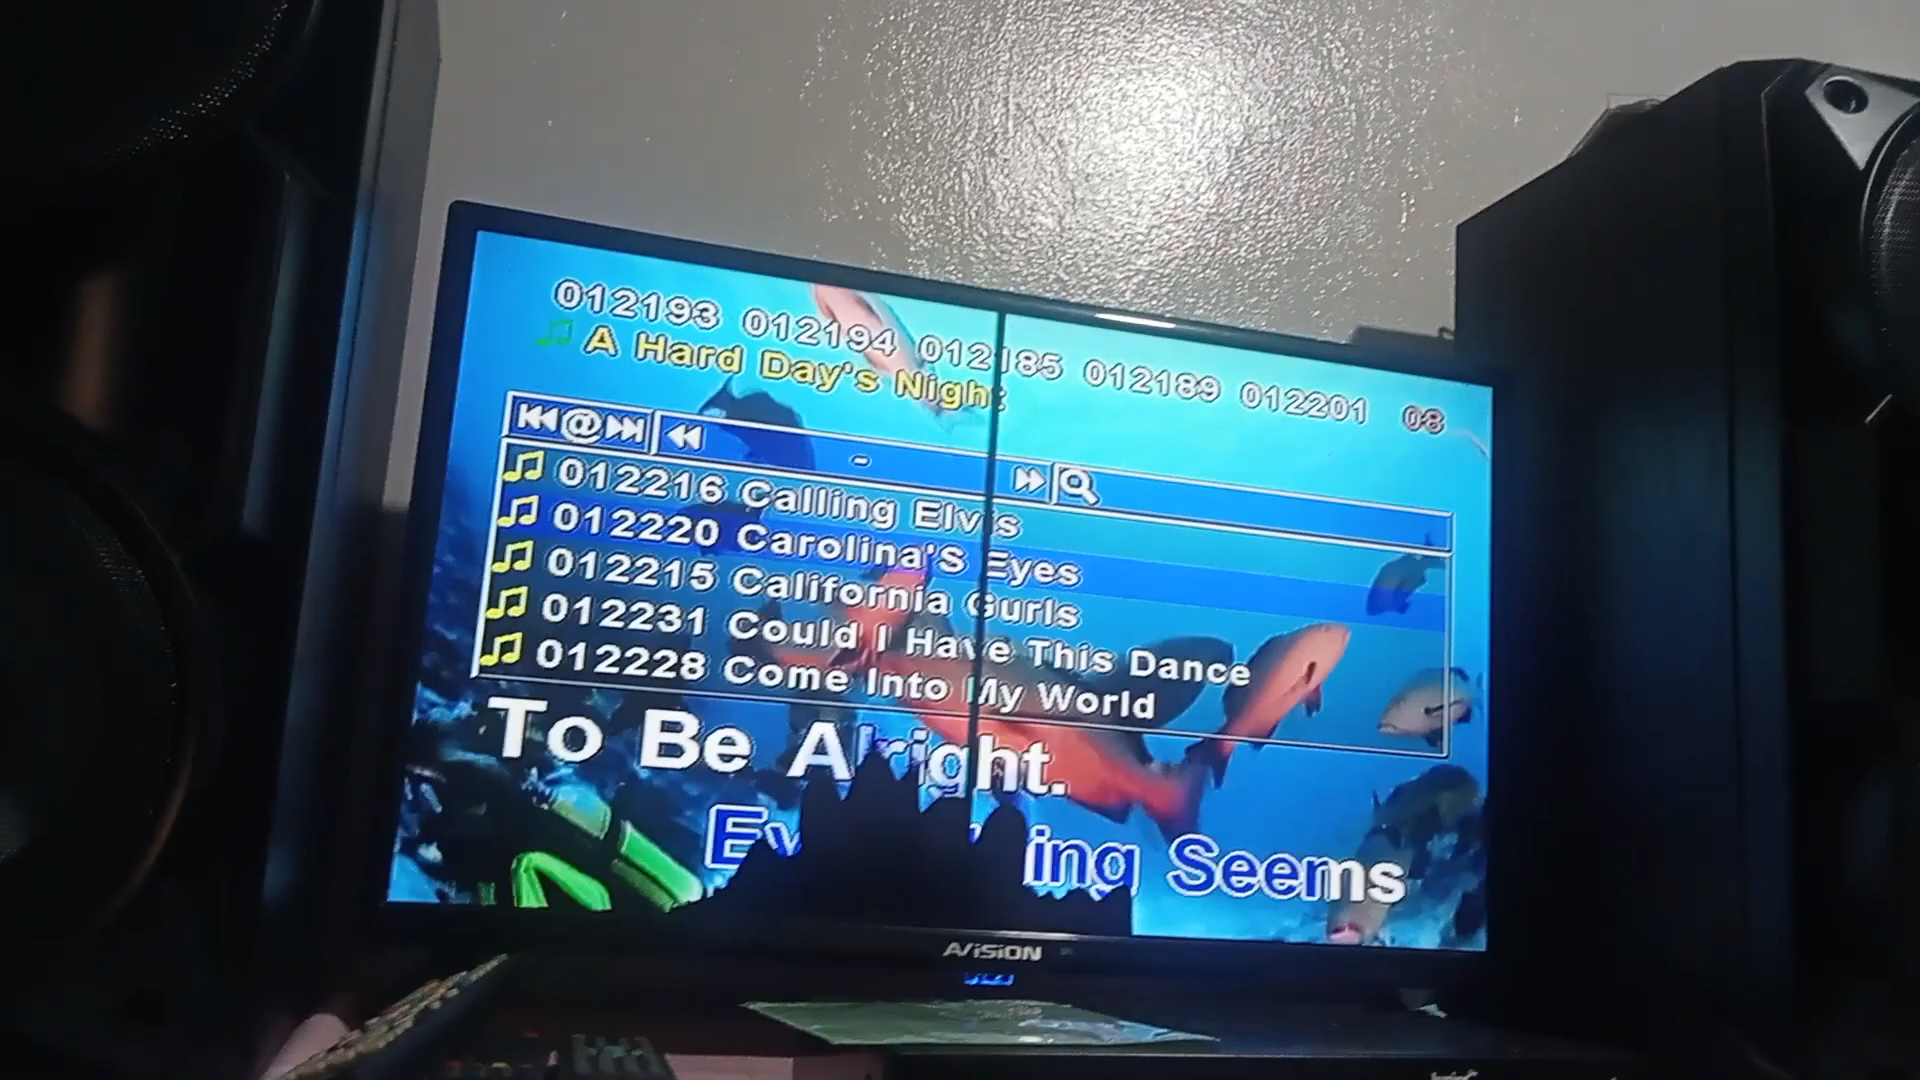 012193 012194 012185 012189 012201 08
A Hard Day's Night
012216 Calling Elvis
012220 Carolina'S Eyes
012215 California Gurls
012231 Could I Have This Dance
012228 Come Into My World
To Be Alright.
Seems
AViSiON